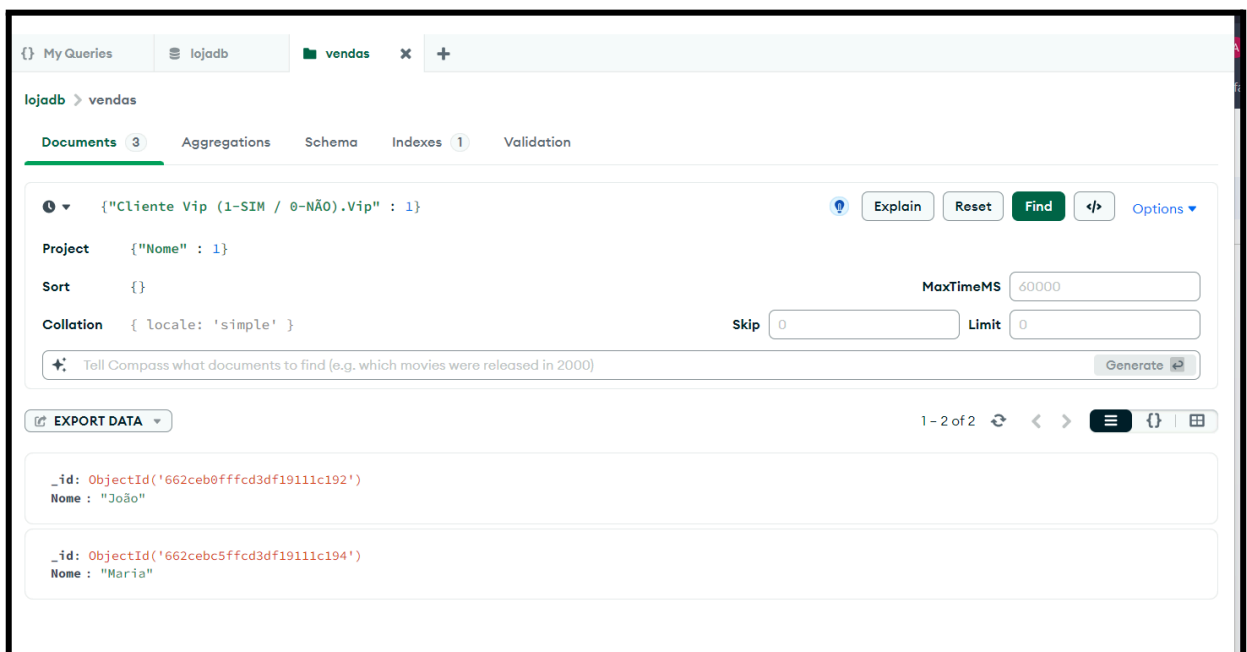 {} My Queries lojadb vendas
lojadb > vendas
Documents 3 Aggregations Schema Indexes 1 Validation
{"Cliente Vip (1-SIM / 0-NÃO).Vip" : 1} Explain Reset Find </> Options
Project {"Nome" : 1}
Sort {} MaxTimeMS 60000
Collation { locale: 'simple' } Skip 0 Limit 0
Tell Compass what documents to find (e.g. which movies were released in 2000) Generate
EXPORT DATA 1 – 2 of 2 {}
_id: ObjectId('662ceb0fffcd3df19111c192')
Nome : "João"
_id: ObjectId('662cebc5ffcd3df19111c194')
Nome : "Maria"